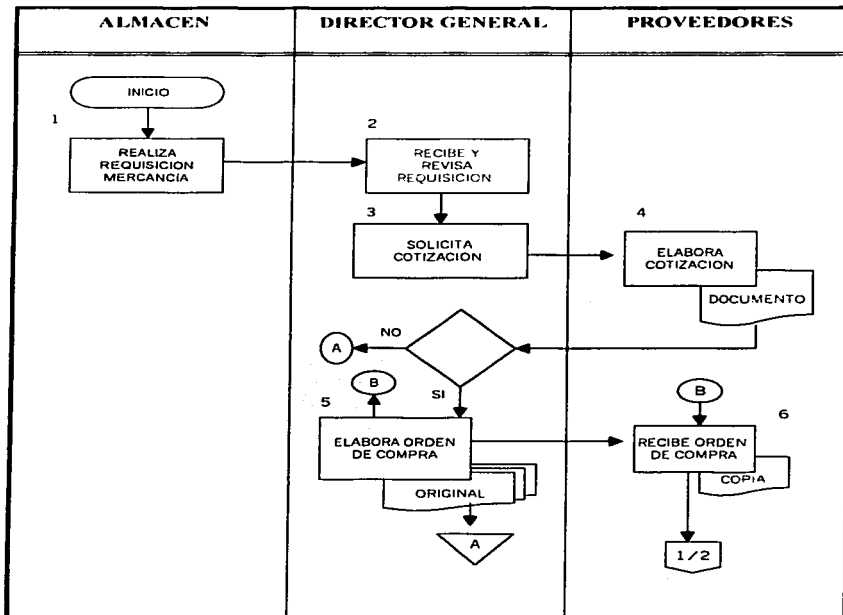 ALMACEN
DIRECTOR GENERAL
PROVEEDORES
INICIO
1
REALIZA
REQUISICION
MERCANCIA
2
RECIBE Y
REVISA
REQUISICION
3
SOLICITA
COTIZACION
4
ELABORA
COTIZACION
DOCUMENTO
NO
A
SI
B
5
ELABORA ORDEN
DE COMPRA
ORIGINAL
A
B
6
RECIBE ORDEN
DE COMPRA
COPIA
1/2